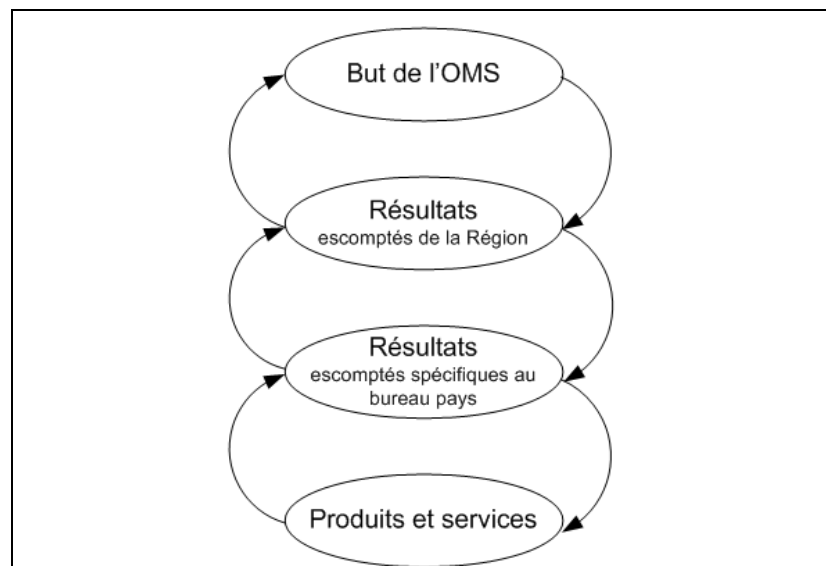 But de l'OMS
Résultats
escomptés de la Région
Résultats
escomptés spécifiques au
bureau pays
Produits et services